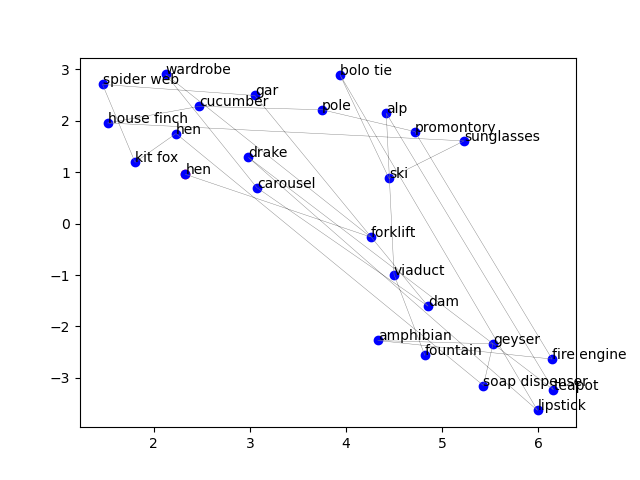 3
2
1
0
−1
−2
−3
2
3
4
5
6
wardrobe
bolo tie
spider web
gar
cucumber
pole
alp
house finch
hen
promontory
sunglasses
kit fox
drake
hen
carousel
ski
forklift
viaduct
dam
amphibian
fountain
geyser
fire engine
soap dispenser
teapot
lipstick